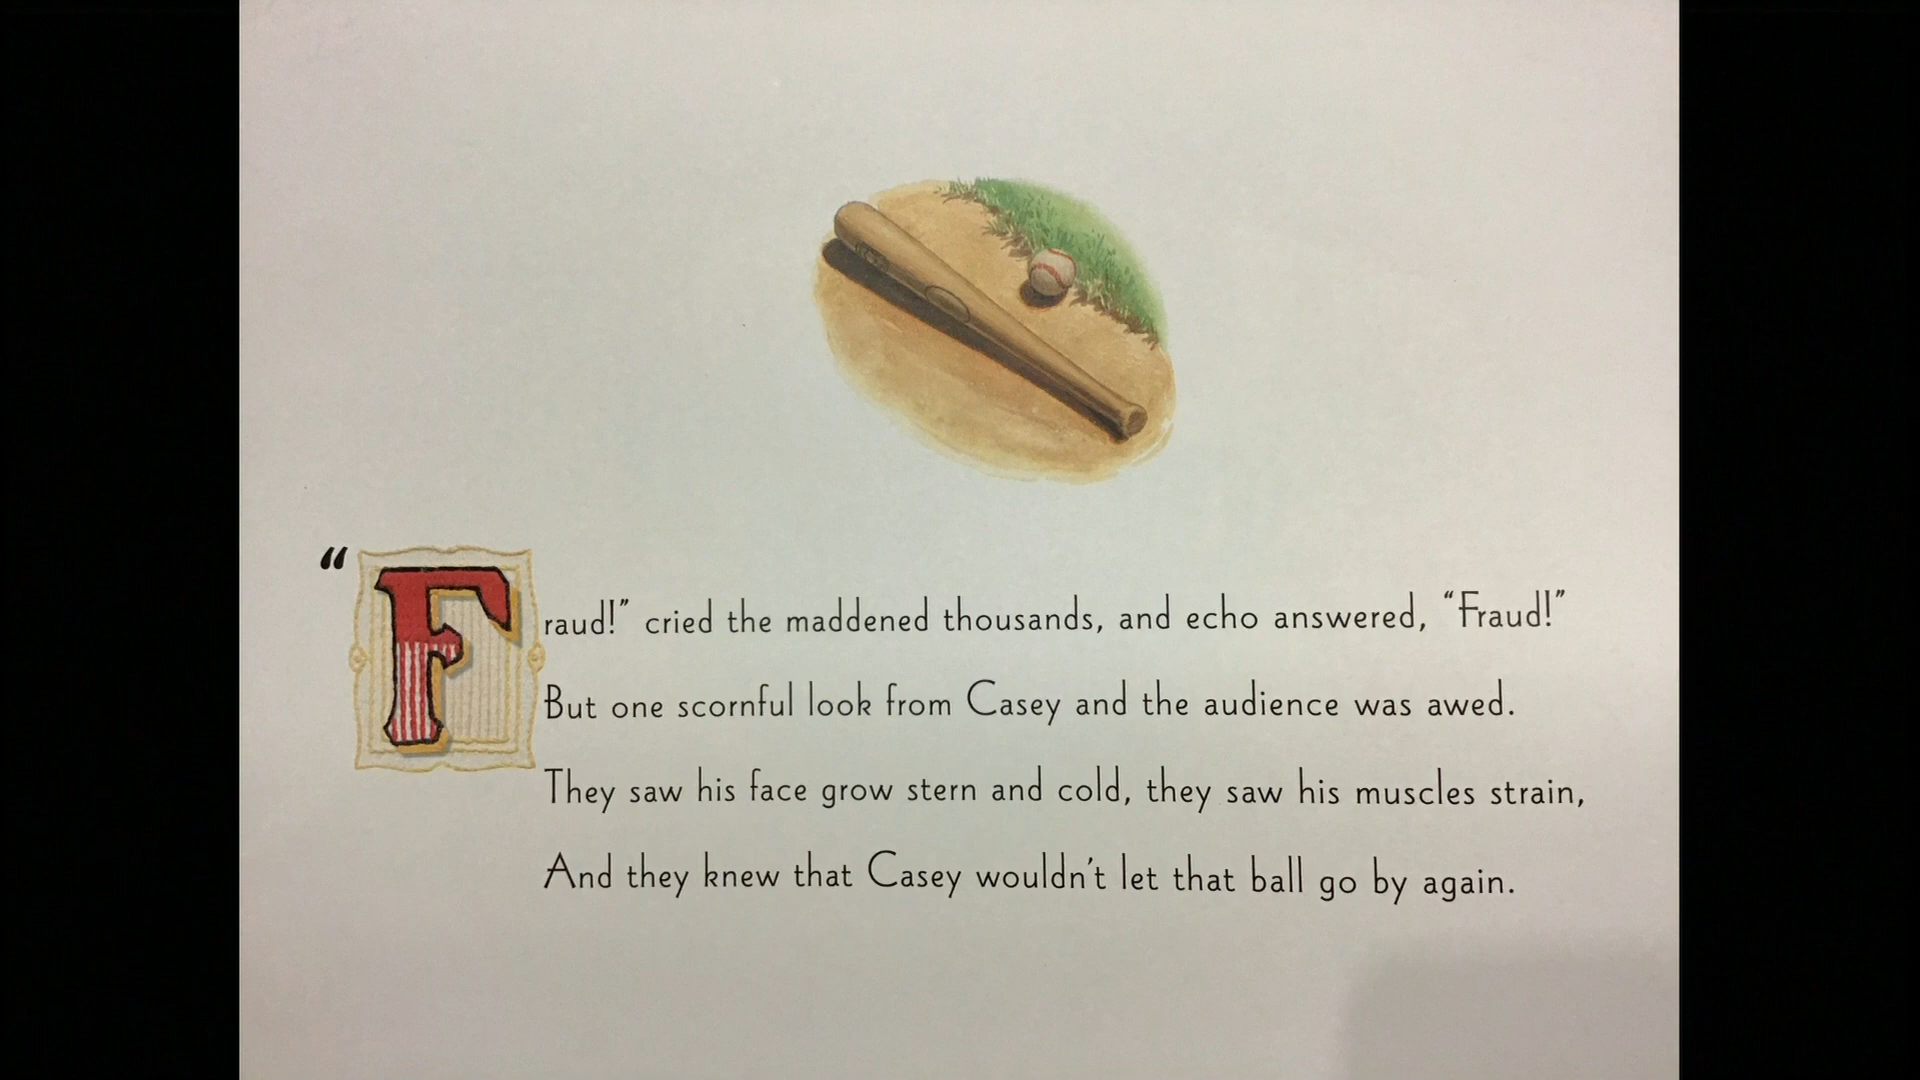 “Fraud!” cried the maddened thousands, and echo answered, “Fraud!”
But one scornful look from Casey and the audience was awed.
They saw his face grow stern and cold, they saw his muscles strain,
And they knew that Casey wouldn’t let that ball go by again.